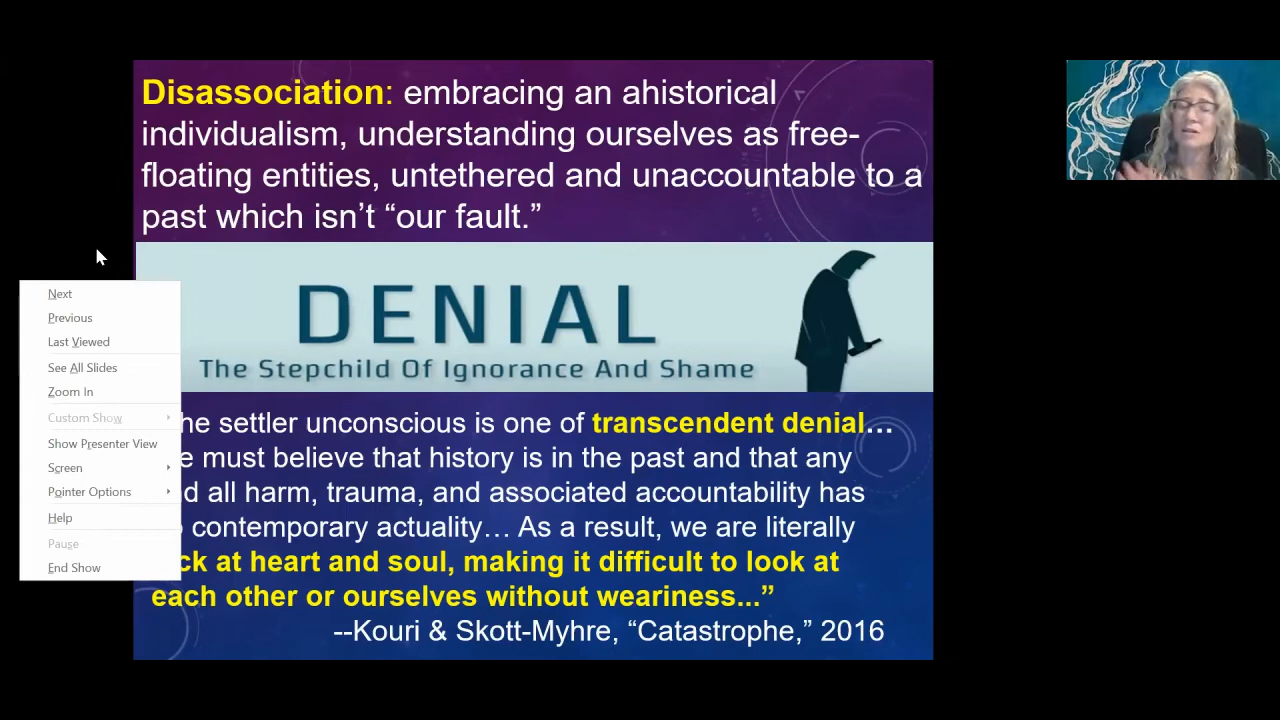 Disassociation: embracing an ahistorical
individualism, understanding ourselves as free-
floating entities, untethered and unaccountable to a
past which isn’t “our fault.”
DENIAL
The Stepchild Of Ignorance And Shame
Next
Previous
Last Viewed
See All Slides
Zoom In
Custom Show
Show Presenter View
Screen
Pointer Options
Help
Pause
End Show
he settler unconscious is one of transcendent denial…
e must believe that history is in the past and that any
d all harm, trauma, and associated accountability has
contemporary actuality… As a result, we are literally
ck at heart and soul, making it difficult to look at
each other or ourselves without weariness...”
--Kouri & Skott-Myhre, “Catastrophe,” 2016